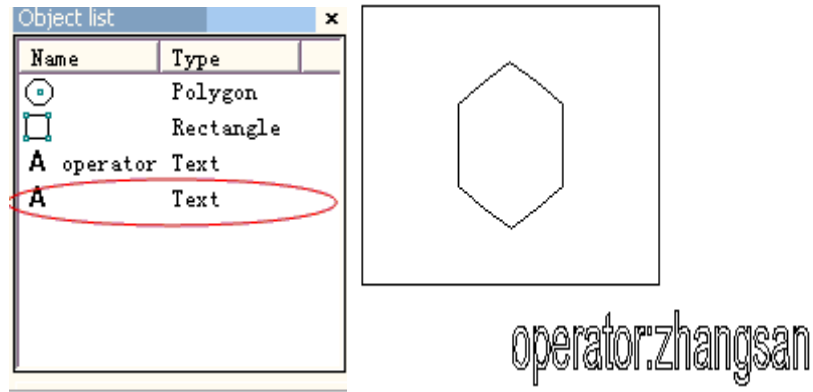 Object list
Name Type
Polygon
Rectangle
A operator Text
A Text
operator:zhangsan